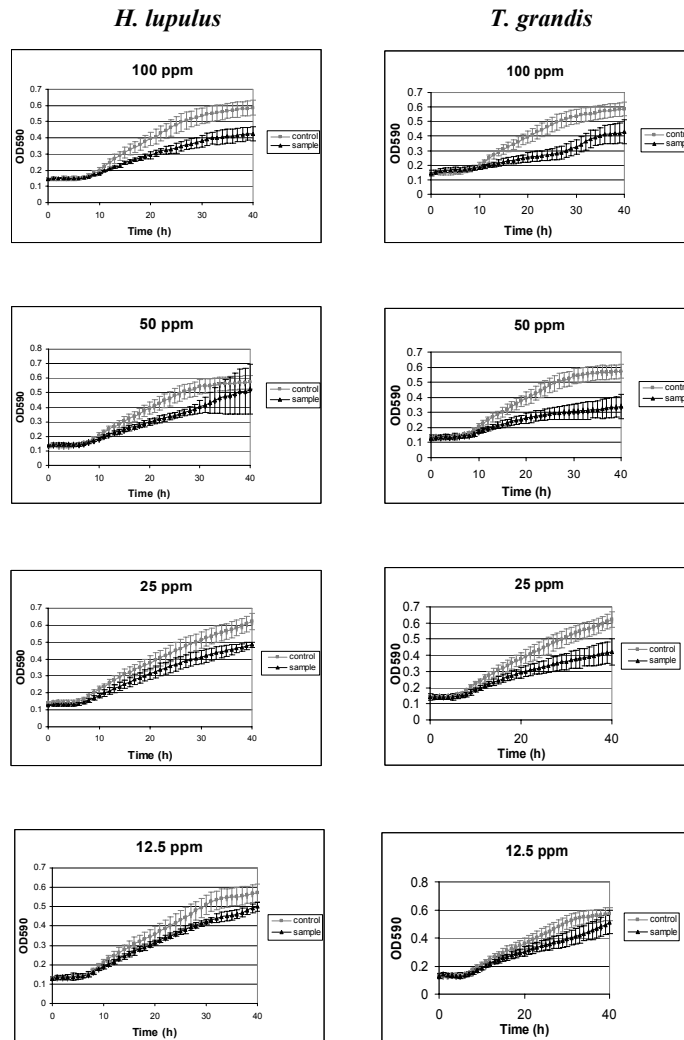 H. lupulus
T. grandis
100 ppm
OD590
0.7
0.6
0.5
0.4
0.3
0.2
0.1
0 10 20 30 40
Time (h)
control
sample
100 ppm
OD590
0.7
0.6
0.5
0.4
0.3
0.2
0.1
0 10 20 30 40
Time (h)
control
sample
50 ppm
OD590
0.8
0.7
0.6
0.5
0.4
0.3
0.2
0.1
0
0 10 20 30 40
Time (h)
control
sample
50 ppm
OD590
0.7
0.6
0.5
0.4
0.3
0.2
0.1
0
0 10 20 30 40
Time (h)
control
sample
25 ppm
OD590
0.7
0.6
0.5
0.4
0.3
0.2
0.1
0
0 10 20 30 40
Time (h)
control
sample
25 ppm
OD590
0.7
0.6
0.5
0.4
0.3
0.2
0.1
0
0 20 40
Time (h)
control
sample
12.5 ppm
OD590
0.7
0.6
0.5
0.4
0.3
0.2
0.1
0
0 10 20 30 40
Time (h)
control
sample
12.5 ppm
OD590
0.8
0.6
0.4
0.2
0
0 20 40
Time (h)
control
sample